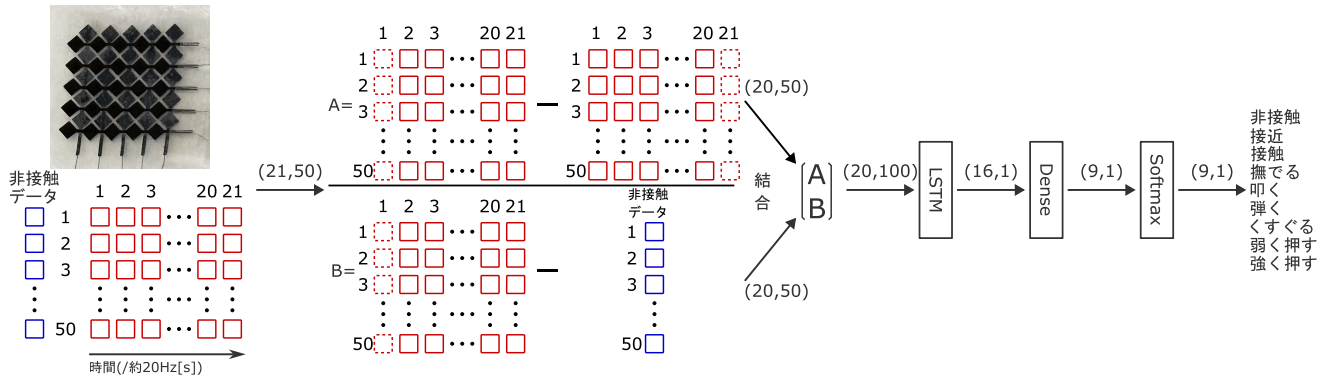 非接触
データ
1 2 3 ••• 20 21
1
2
3
50
時間(/約20Hz[s])
(21,50)
A=
1 2 3 20 21
1
2
3
50
1 2 3 20 21
1
2
3
50
B=
1 2 3 20 21
1
2
3
50
非接触
データ
1
2
3
50
(20,50)
(20,50)
結
合
A
B
(20,100)
LSTM
(16,1)
Dense
(9,1)
Softmax
(9,1)
非接触
接近
接触
撫でる
叩く
弾く
くすぐる
弱く押す
強く押す